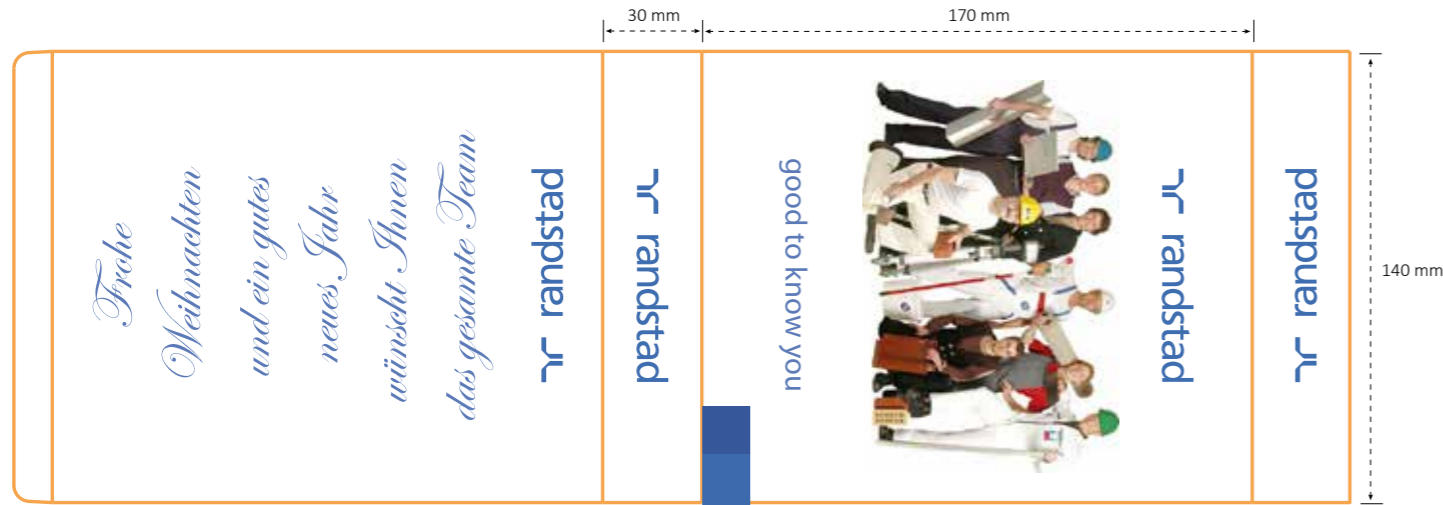 30 mm
170 mm
140 mm
Frohe
Weihnachten
und ein gutes
neues Jahr
wünscht Ihnen
das gesamte Team
randstad
randstad
good to know you
randstad
randstad